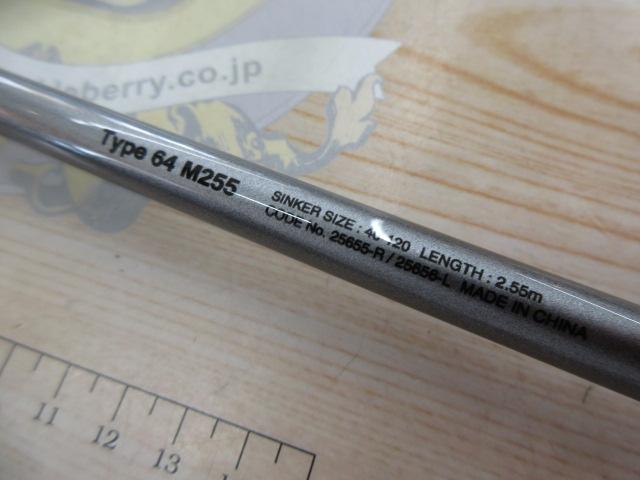 berry.co.jp
Type 64 M255
SINKER SIZE : 40-120 LENGTH : 2.55m
CODE No. 25655-R / 25656-L MADE IN CHINA
11 12 13